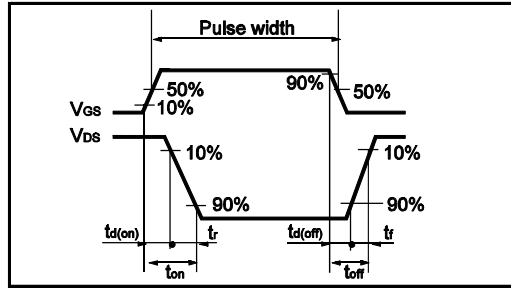 Pulse width
90%
50%
50%
VGS
10%
VDS
10%
10%
90%
90%
td(on)
tr
td(off)
tf
ton
toff